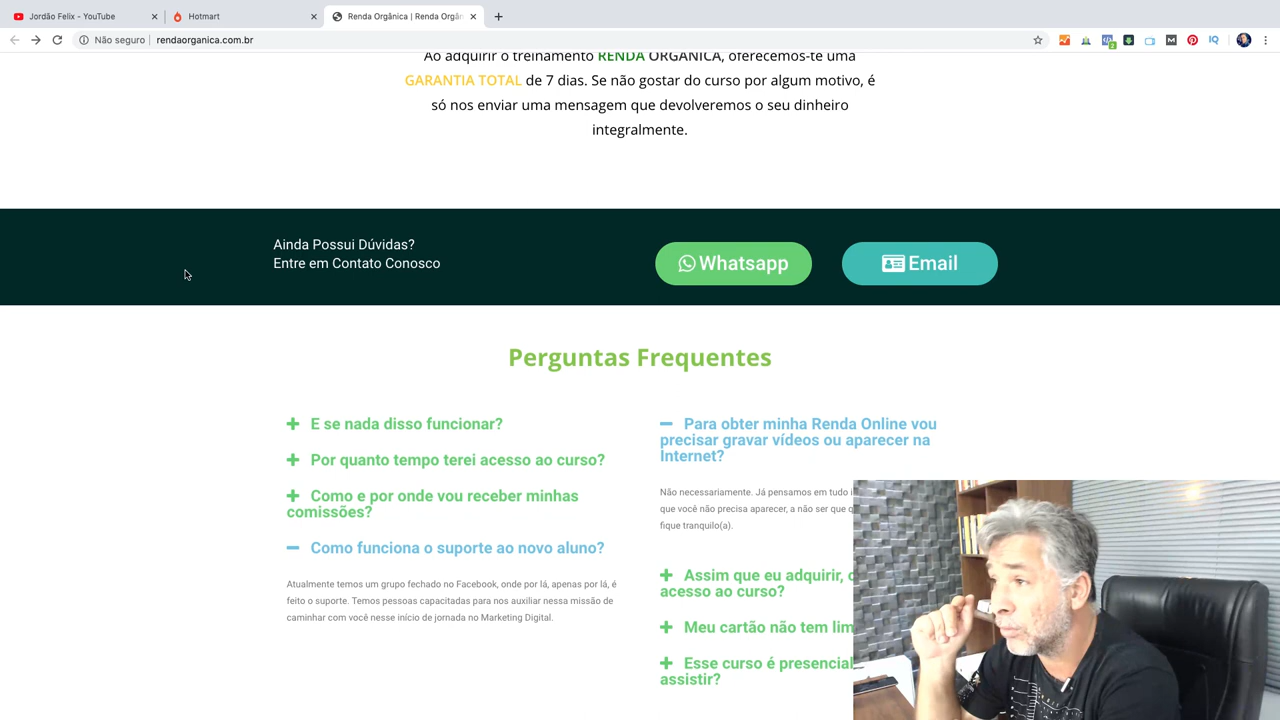 Jordão Felix - YouTube
Hotmart
Renda Orgânica | Renda Orgân
Não seguro
rendaorganica.com.br
Ao adquirir o treinamento RENDA ORGÂNICA, oferecemos-te uma
GARANTIA TOTAL de 7 dias. Se não gostar do curso por algum motivo, é
só nos enviar uma mensagem que devolveremos o seu dinheiro
integralmente.
Ainda Possui Dúvidas?
Entre em Contato Conosco
Whatsapp
Email
Perguntas Frequentes
E se nada disso funcionar?
Por quanto tempo terei acesso ao curso?
Como e por onde vou receber minhas
comissões?
Como funciona o suporte ao novo aluno?
Atualmente temos um grupo fechado no Facebook, onde por lá, apenas por lá, é
feito o suporte. Temos pessoas capacitadas para nos auxiliar nessa missão de
caminhar com você nesse início de jornada no Marketing Digital.
Para obter minha Renda Online vou
precisar gravar vídeos ou aparecer na
Internet?
Não necessariamente. Já pensamos em tudo
que você não precisa aparecer, a não ser que
fique tranquilo(a).
Assim que eu adquirir,
acesso ao curso?
Meu cartão não tem lim
Esse curso é presencial
assistir?